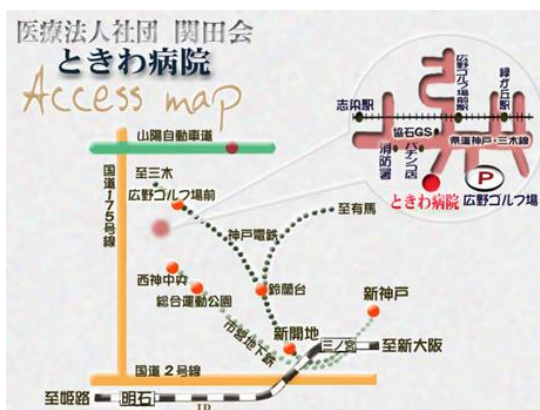 医療法人社団 関田会
ときわ病院
Access map
山陽自動車道
国道175号線
至三木
広野ゴルフ場前
神戸電鉄
至有馬
西神中央
総合運動公園
鈴蘭台
新神戸
市営地下鉄
新開地
三ノ宮
至新大阪
国道2号線
至姫路
明石
JR
志染駅
広野ゴルフ場前駅
緑が丘駅
協石GS
県道神戸・三木線
消防署
パチンコ店
ときわ病院
P
広野ゴルフ場